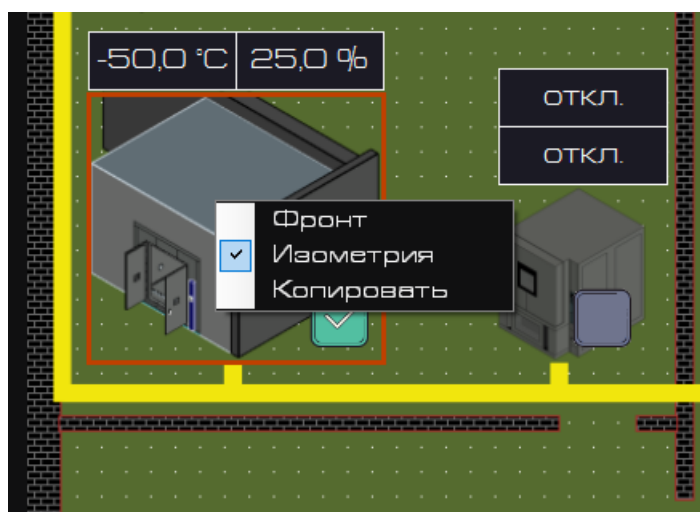 -50,0 °C 25,0 %
ОТКЛ.
ОТКЛ.
Фронт
Изометрия
Копировать